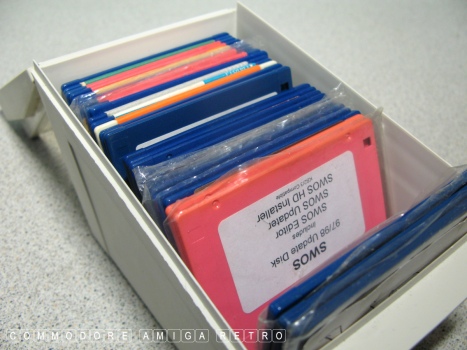 SWOS
97/98 Update Disk
Includes
SWOS Editor
SWOS Updater
SWOS HD Installer
COMMODORE AMIGA RETRO